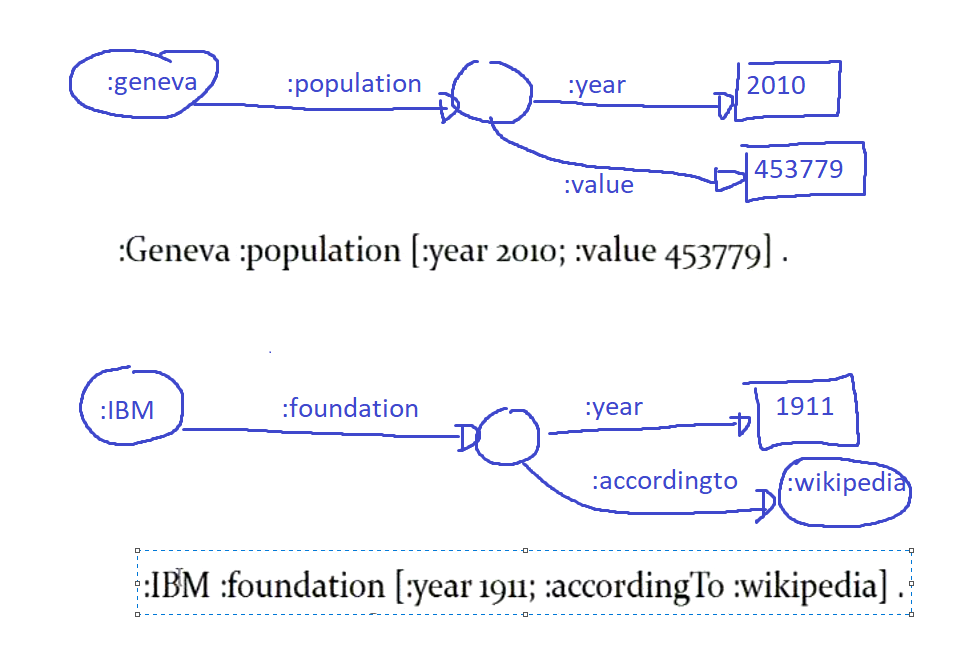 :geneva :population :year 2010
:value 453779
:Geneva :population [:year 2010; :value 453779] .
:IBM :foundation :year 1911
:accordingto :wikipedia
:IBM :foundation [:year 1911; :accordingTo :wikipedia] .